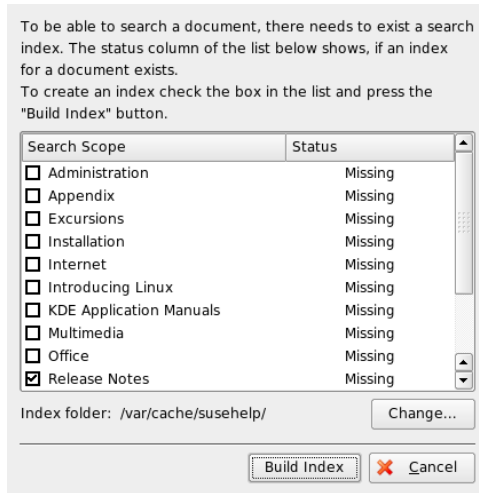 To be able to search a document, there needs to exist a search
index. The status column of the list below shows, if an index
for a document exists.
To create an index check the box in the list and press the
"Build Index" button.
Search Scope Status
Administration Missing
Appendix Missing
Excursions Missing
Installation Missing
Internet Missing
Introducing Linux Missing
KDE Application Manuals Missing
Multimedia Missing
Office Missing
Release Notes Missing
Index folder: /var/cache/susehelp/ Change...
Build Index Cancel